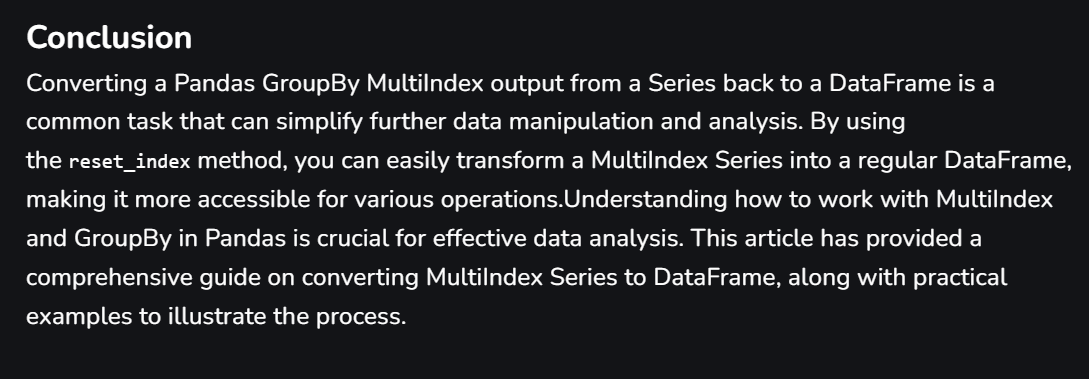 Conclusion
Converting a Pandas GroupBy MultiIndex output from a Series back to a DataFrame is a
common task that can simplify further data manipulation and analysis. By using
the reset_index method, you can easily transform a MultiIndex Series into a regular DataFrame,
making it more accessible for various operations.Understanding how to work with MultiIndex
and GroupBy in Pandas is crucial for effective data analysis. This article has provided a
comprehensive guide on converting MultiIndex Series to DataFrame, along with practical
examples to illustrate the process.